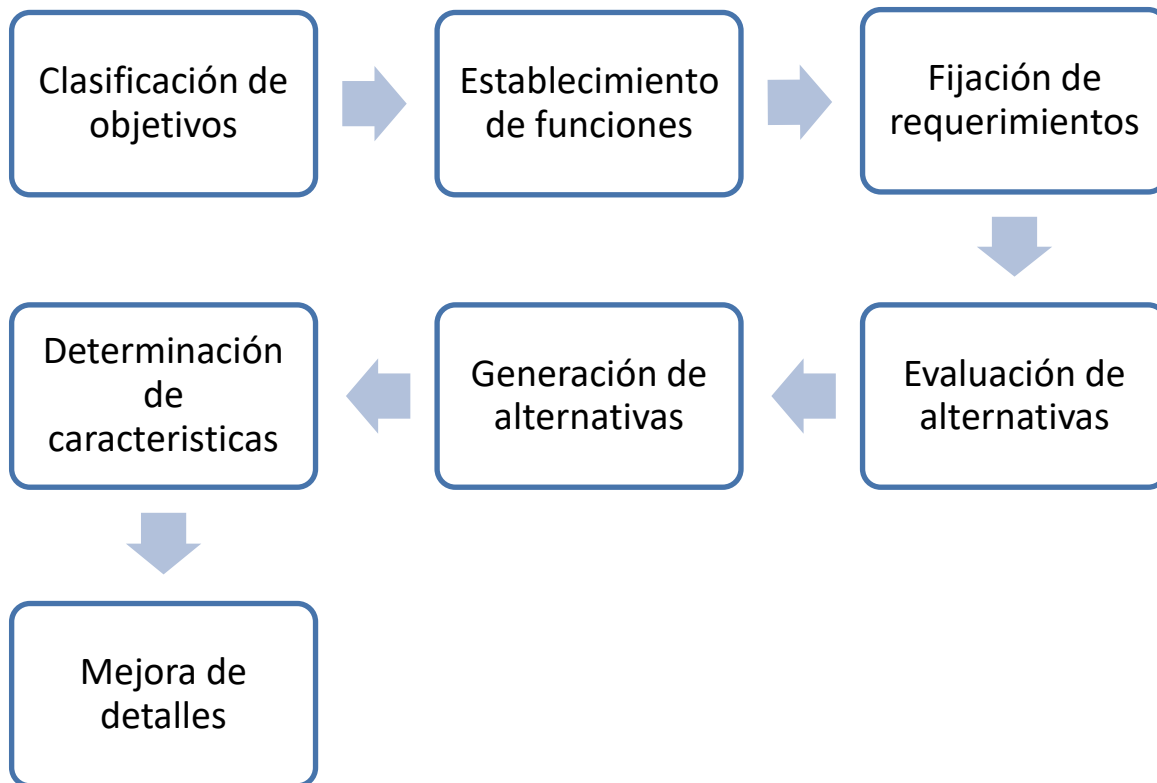 Clasificación de
objetivos
Establecimiento
de funciones
Fijación de
requerimientos
Evaluación de
alternativas
Generación de
alternativas
Determinación
de
caracteristicas
Mejora de
detalles